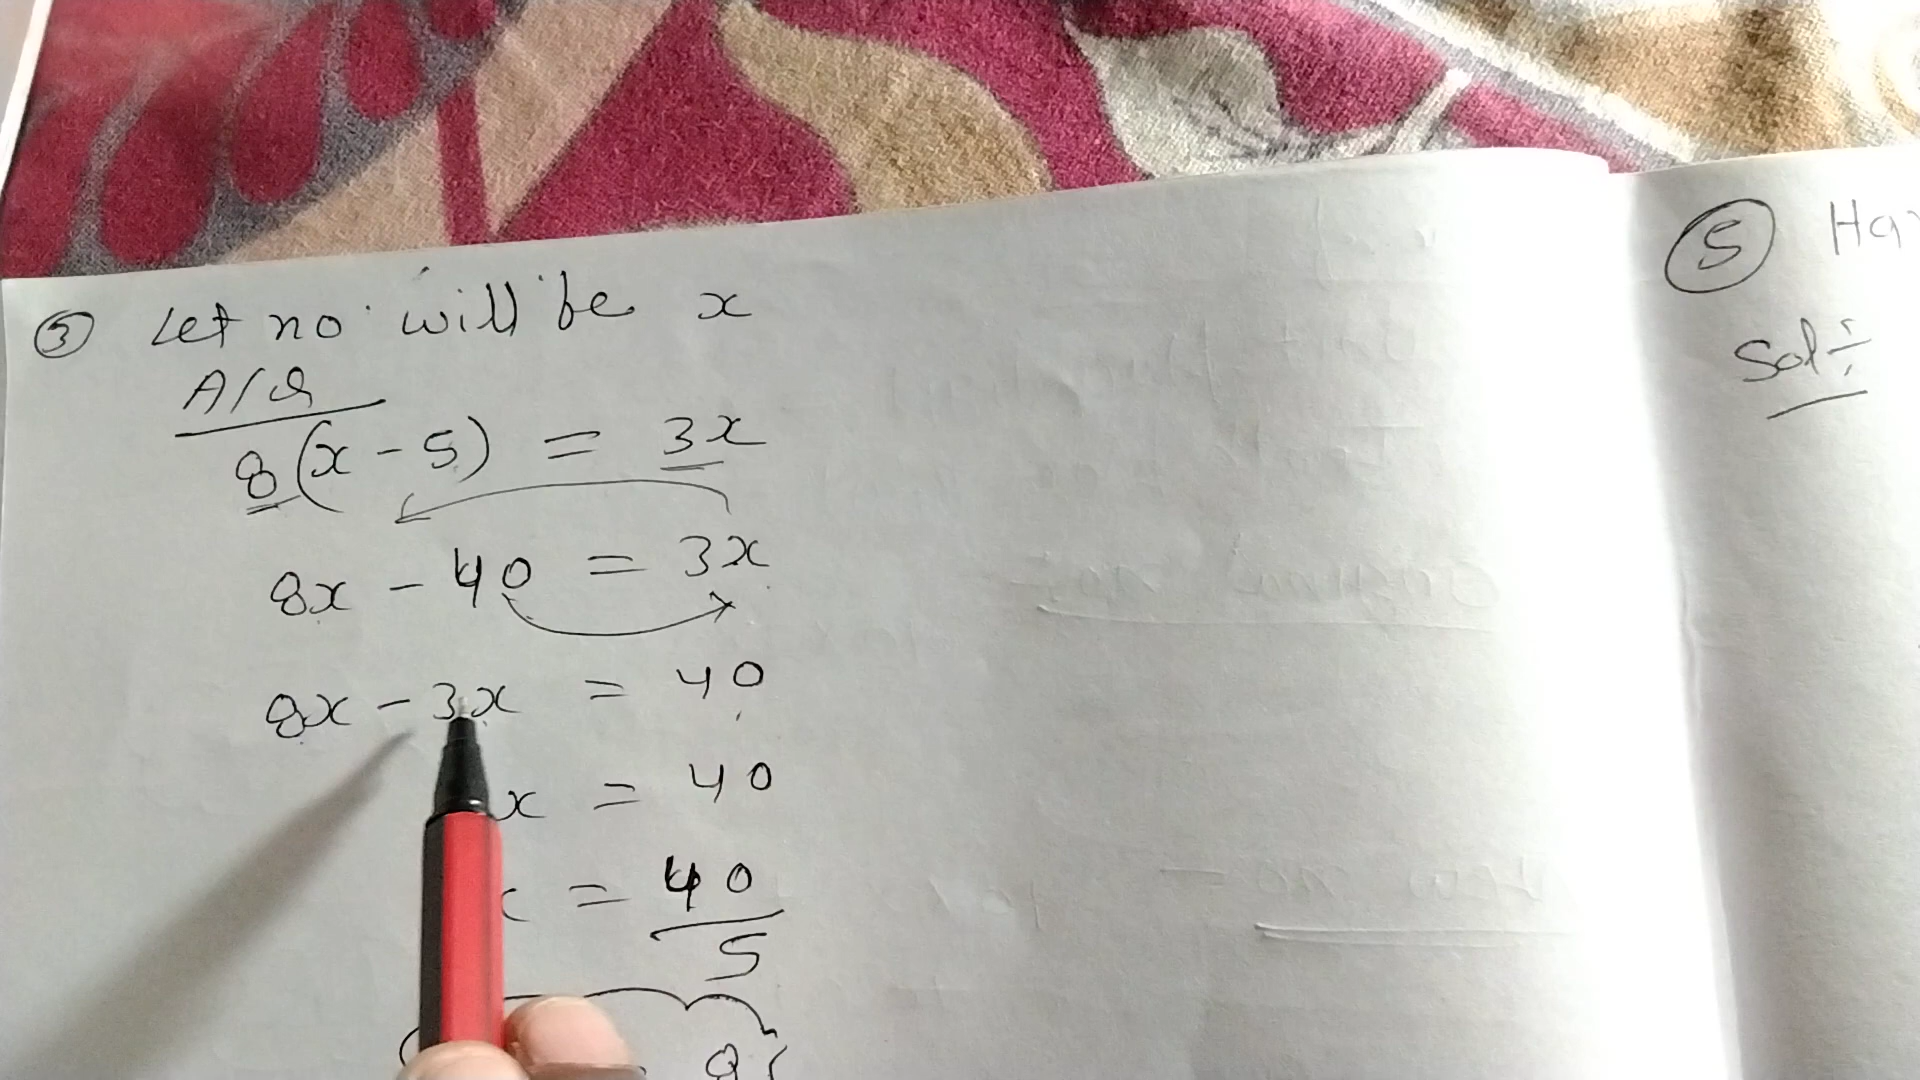 ③ Let no. will be x
A/Q
8(x - 5) = 3x
8x - 40 = 3x
8x - 3x = 40
x = 40
= 40/5
8
⑤
Sol: